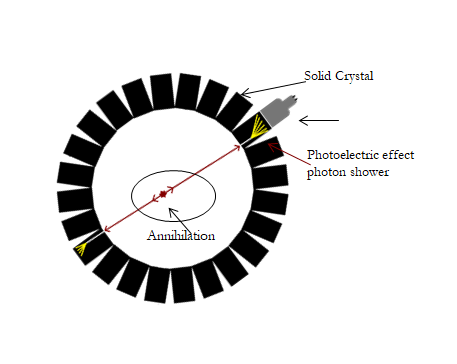 Solid Crystal
Photoelectric effect
photon shower
Annihilation